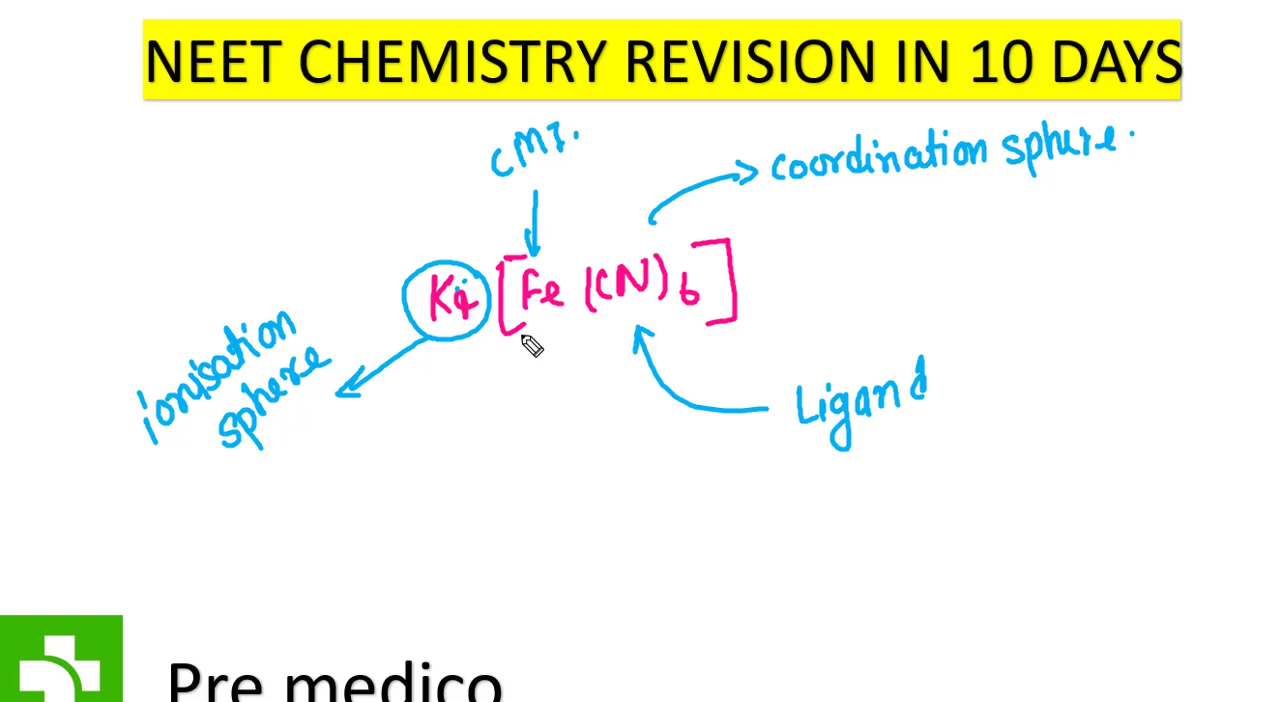 NEET CHEMISTRY REVISION IN 10 DAYS
CMI.
coordination sphere.
K4 [Fe (CN)6]
ionisation
sphere
Ligand
Pre medico